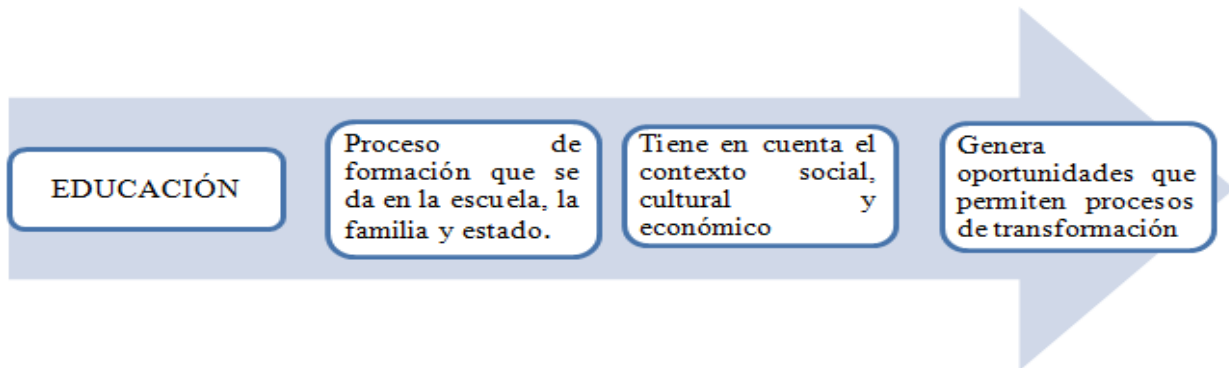 EDUCACIÓN
Proceso de
formación que se
da en la escuela, la
familia y estado.
Tiene en cuenta el
contexto social,
cultural y
económico
Genera
oportunidades que
permiten procesos
de transformación